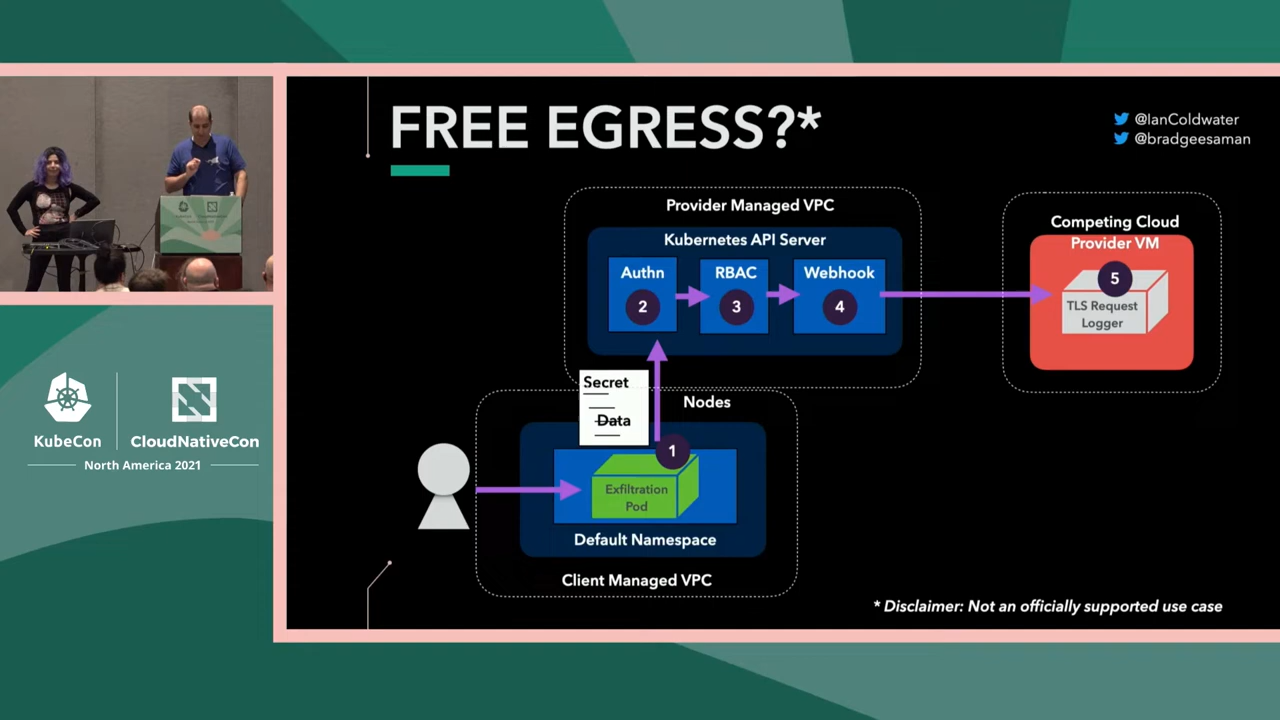 FREE EGRESS?*
@IanColdwater
@bradgeesaman
Provider Managed VPC
Kubernetes API Server
Authn
2
RBAC
3
Webhook
4
Competing Cloud
Provider VM
5
TLS Request
Logger
Secret
Data
Nodes
1
Exfiltration
Pod
Default Namespace
Client Managed VPC
* Disclaimer: Not an officially supported use case
KubeCon
CloudNativeCon
North America 2021